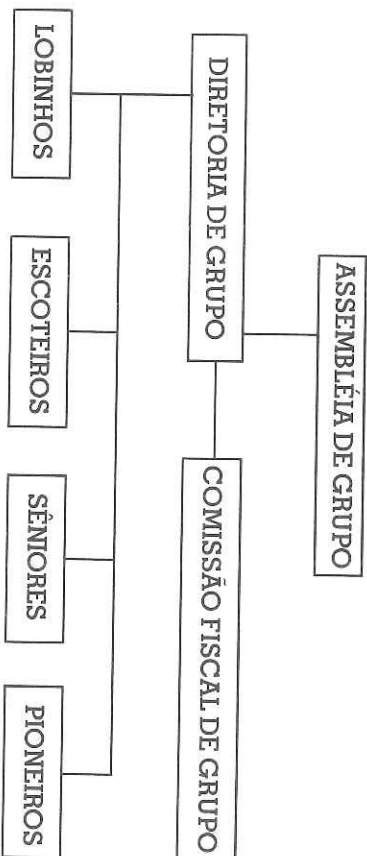 ASSEMBLÉIA DE GRUPO
DIRETORIA DE GRUPO
COMISSÃO FISCAL DE GRUPO
LOBINHOS
ESCOTEIROS
SÊNIORES
PIONEIROS